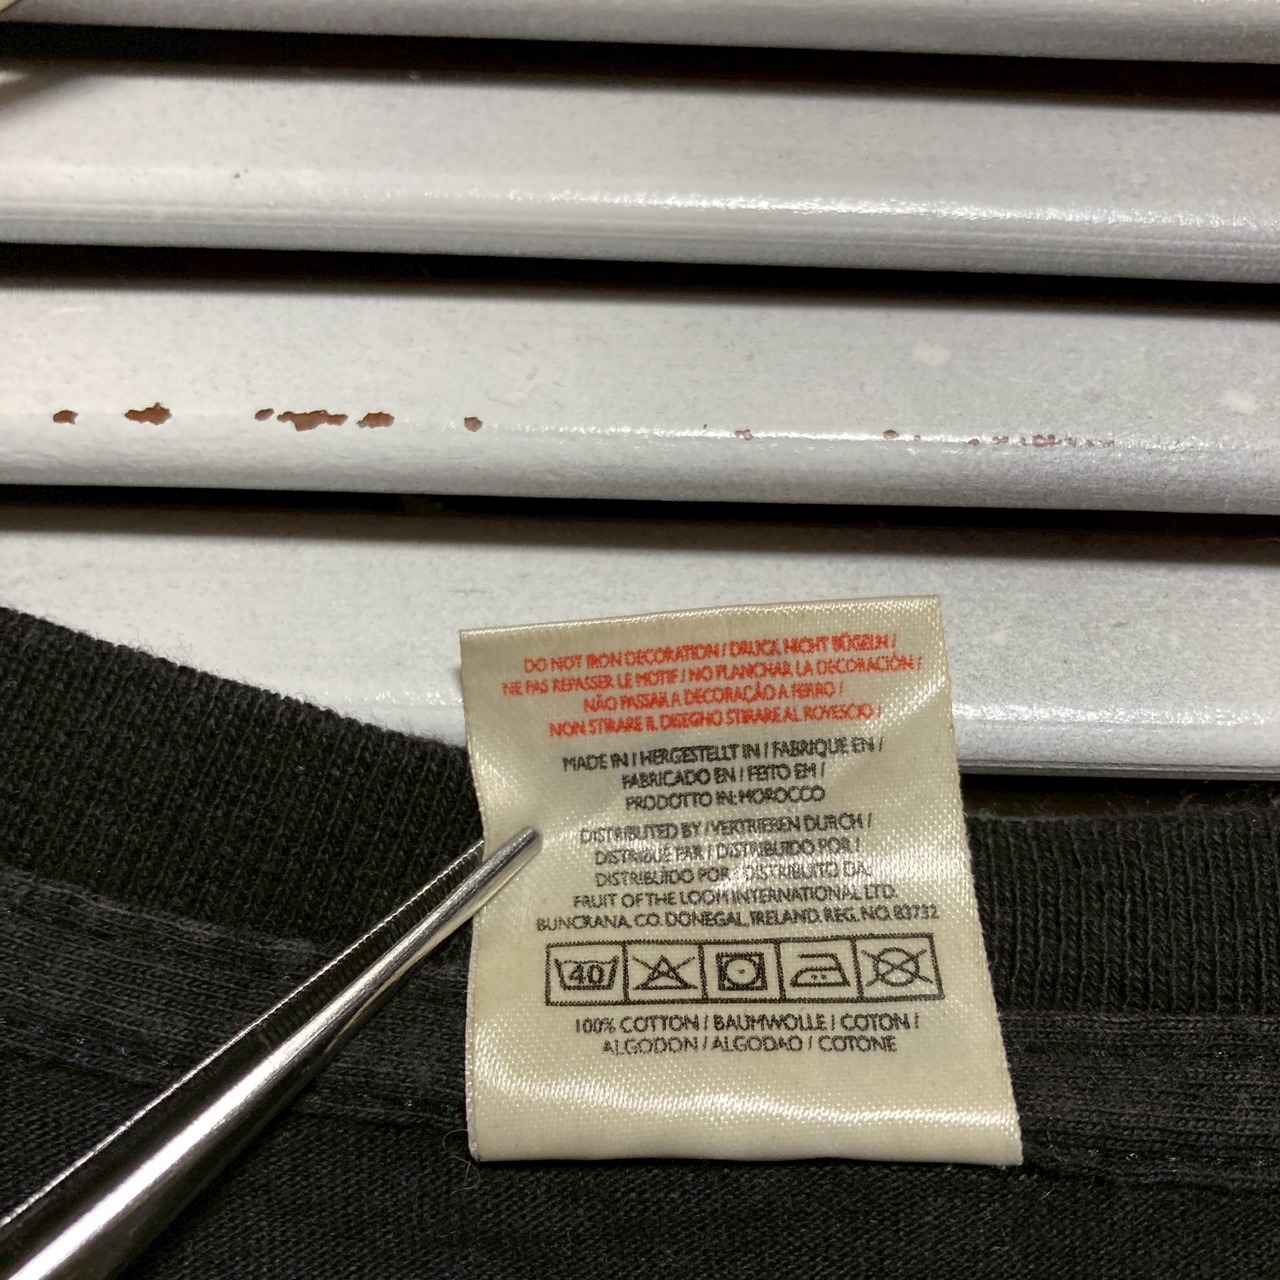 DO NOT IRON DECORATION / DRUCK NICHT BÜGELN /
NE PAS REPASSER LE MOTIF / NO PLANCHAR LA DECORACIÓN /
NÃO PASSAR A DECORAÇÃO A FERRO /
NON STIRARE IL DISEGNO STIRARE AL ROVESCIO
MADE IN / HERGESTELLT IN / FABRIQUE EN /
FABRICADO EN / FEITO EM /
PRODOTTO IN: MOROCCO
DISTRIBUTED BY / VERTRIEBEN DURCH /
DISTRIBUÉ PAR / DISTRIBUIDO POR /
DISTRIBUÍDO POR / DISTRIBUITO DA:
FRUIT OF THE LOOM INTERNATIONAL LTD.
BUNCRANA, CO. DONEGAL, IRELAND. REG. NO. 83732
40
100% COTTON / BAUMWOLLE / COTON /
ALGODON / ALGODAO / COTONE